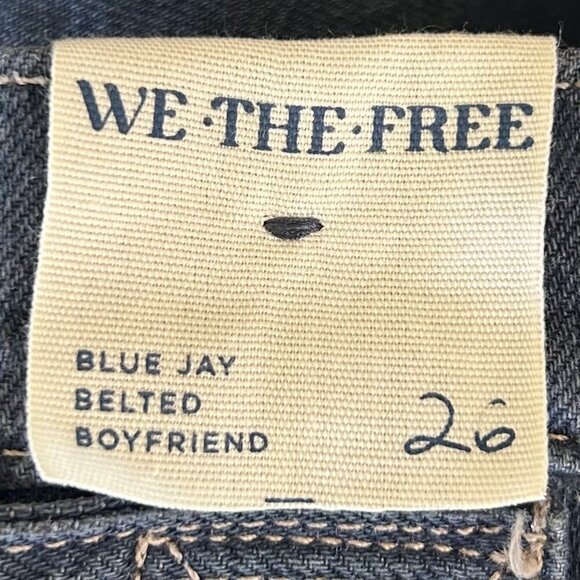 WE·THE·FREE
BLUE JAY
BELTED
BOYFRIEND
26